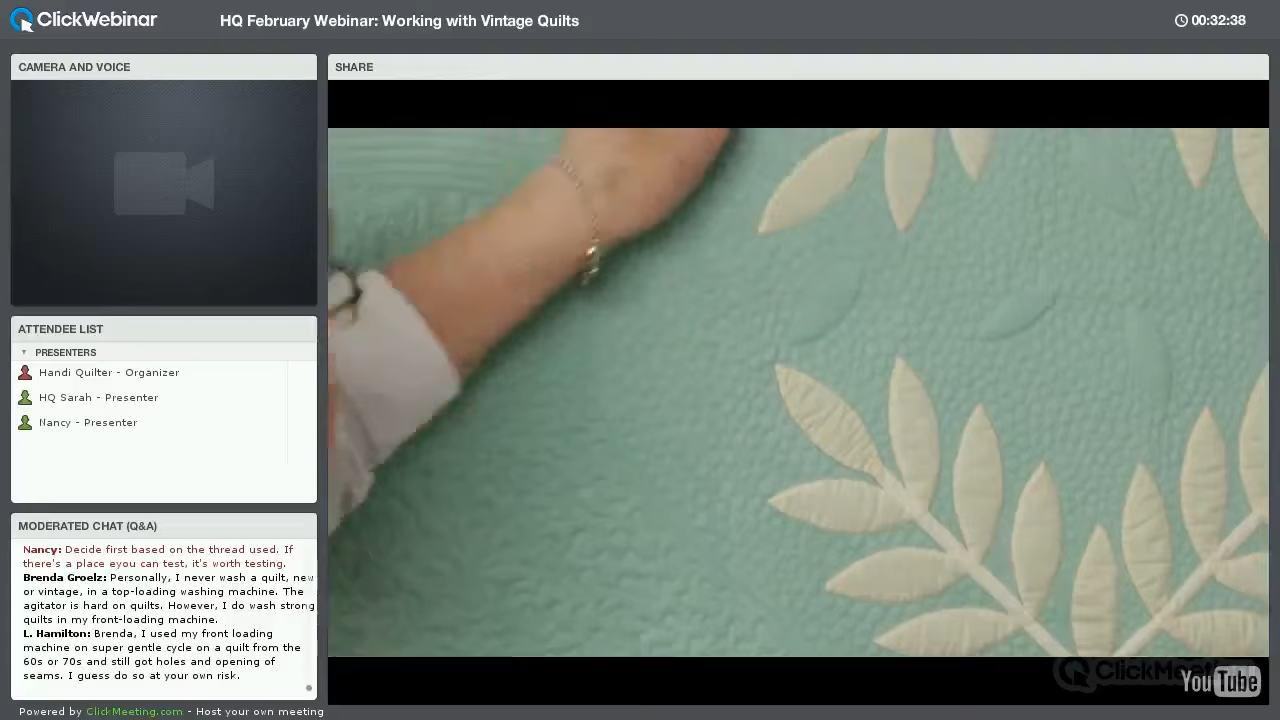 ClickWebinar
HQ February Webinar: Working with Vintage Quilts
00:32:38
CAMERA AND VOICE
SHARE
ATTENDEE LIST
PRESENTERS
Handi Quilter - Organizer
HQ Sarah - Presenter
Nancy - Presenter
MODERATED CHAT (Q&A)
Nancy: Decide first based on the thread used. If
there's a place eyou can test, it's worth testing.
Brenda Groelz: Personally, I never wash a quilt, new
or vintage, in a top-loading washing machine. The
agitator is hard on quilts. However, I do wash strong
quilts in my front-loading machine.
L. Hamilton: Brenda, I used my front loading
machine on super gentle cycle on a quilt from the
60s or 70s and still got holes and opening of
seams. I guess do so at your own risk.
ClickMeeting
YouTube
Powered by ClickMeeting.com - Host your own meeting